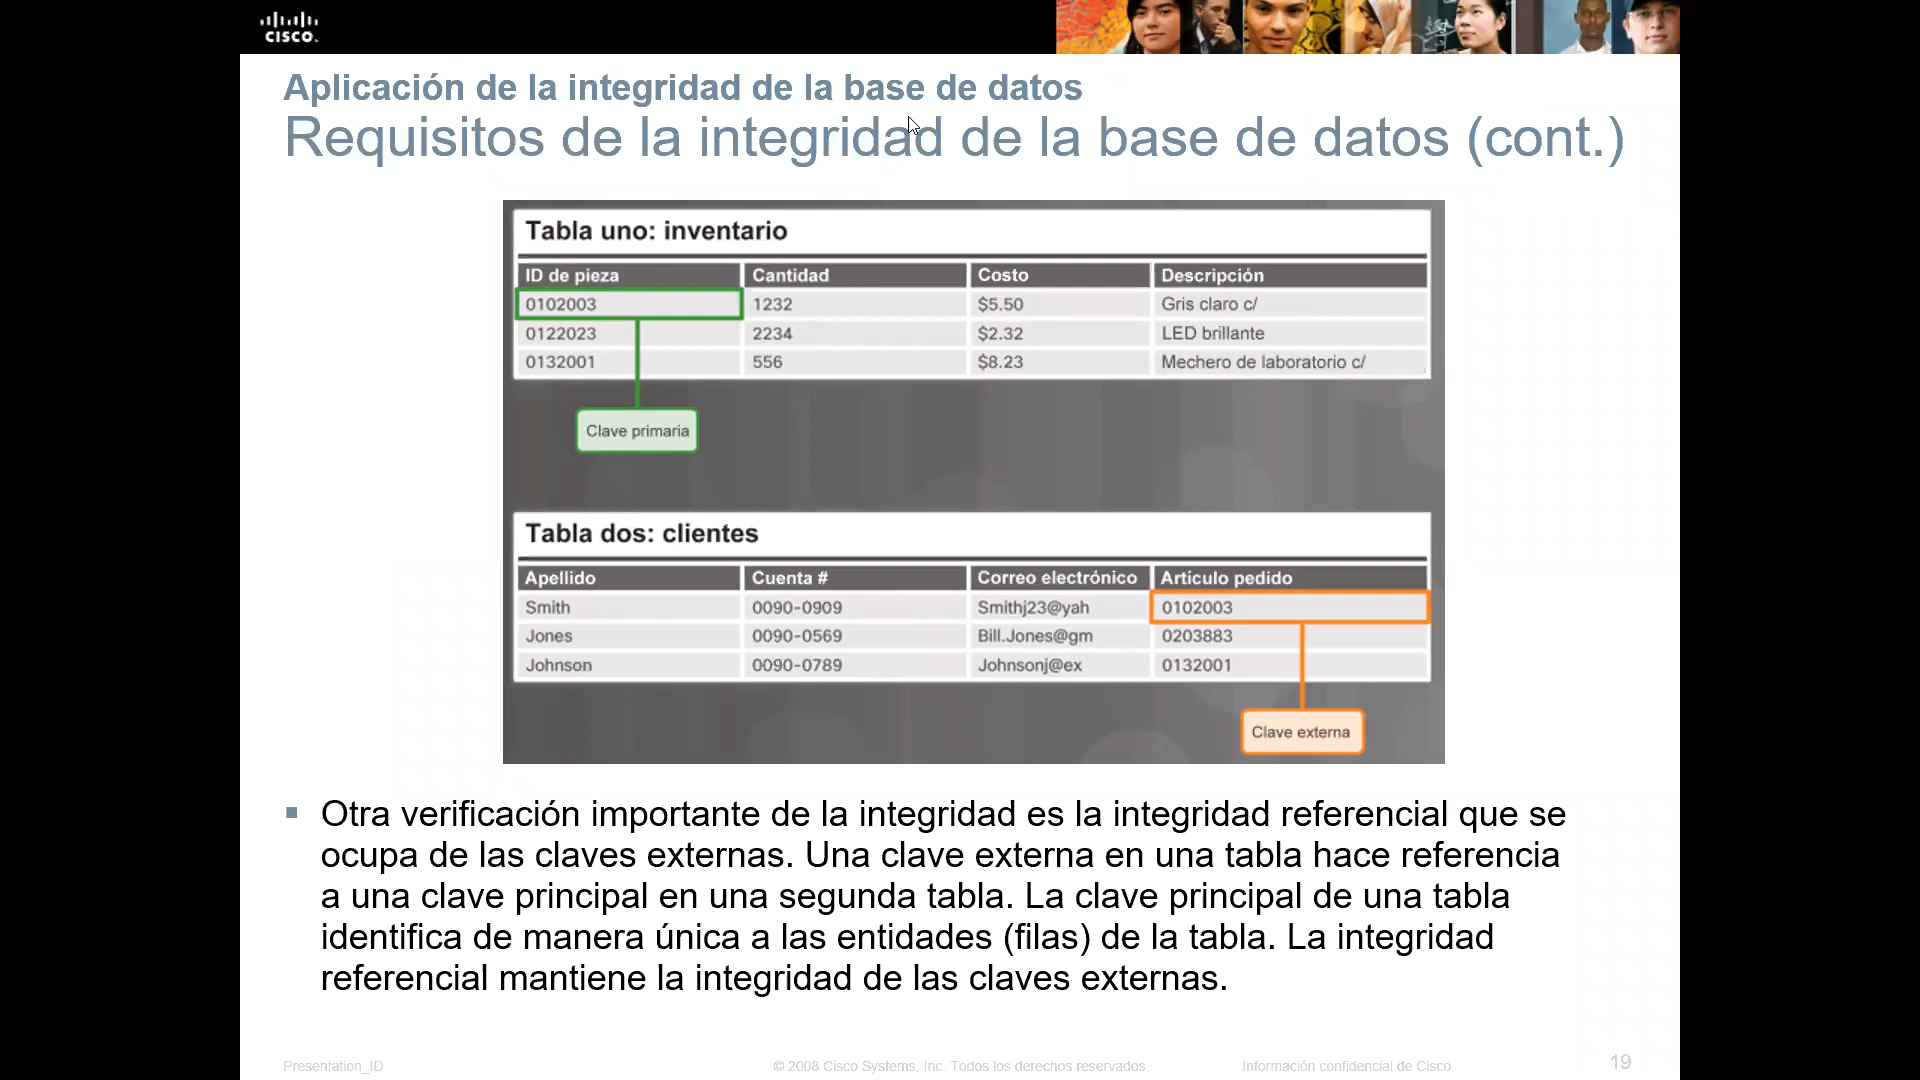 CISCO.
Aplicación de la integridad de la base de datos
Requisitos de la integridad de la base de datos (cont.)
Tabla uno: inventario
ID de pieza Cantidad Costo Descripción
0102003 1232 $5.50 Gris claro c/
0122023 2234 $2.32 LED brillante
0132001 556 $8.23 Mechero de laboratorio c/
Clave primaria
Tabla dos: clientes
Apellido Cuenta # Correo electrónico Artículo pedido
Smith 0090-0909 Smithj23@yah 0102003
Jones 0090-0569 Bill.Jones@gm 0203883
Johnson 0090-0789 Johnsonj@ex 0132001
Clave externa
▪ Otra verificación importante de la integridad es la integridad referencial que se
ocupa de las claves externas. Una clave externa en una tabla hace referencia
a una clave principal en una segunda tabla. La clave principal de una tabla
identifica de manera única a las entidades (filas) de la tabla. La integridad
referencial mantiene la integridad de las claves externas.
Presentation_ID © 2008 Cisco Systems, Inc. Todos los derechos reservados. Información confidencial de Cisco 19